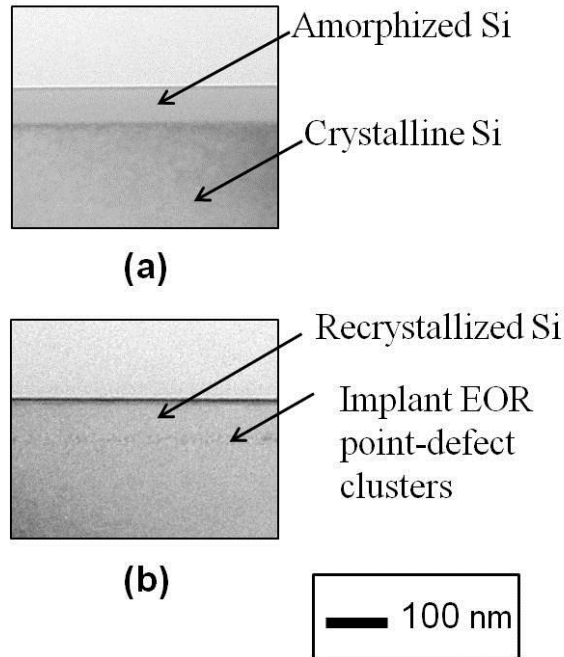 Amorphized Si
Crystalline Si
(a)
Recrystallized Si
Implant EOR
point-defect
clusters
(b)
100 nm